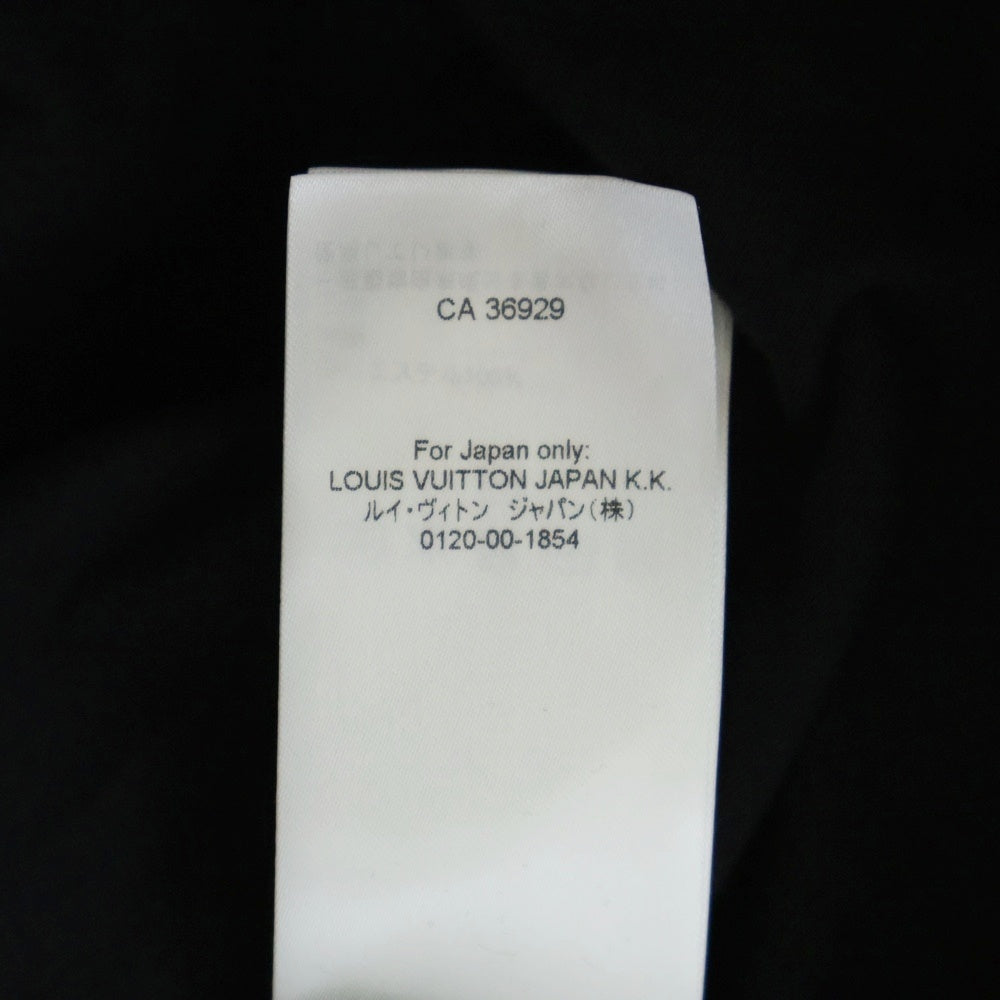 CA 36929
For Japan only:
LOUIS VUITTON JAPAN K.K.
ルイ・ヴィトン ジャパン(株)
0120-00-1854